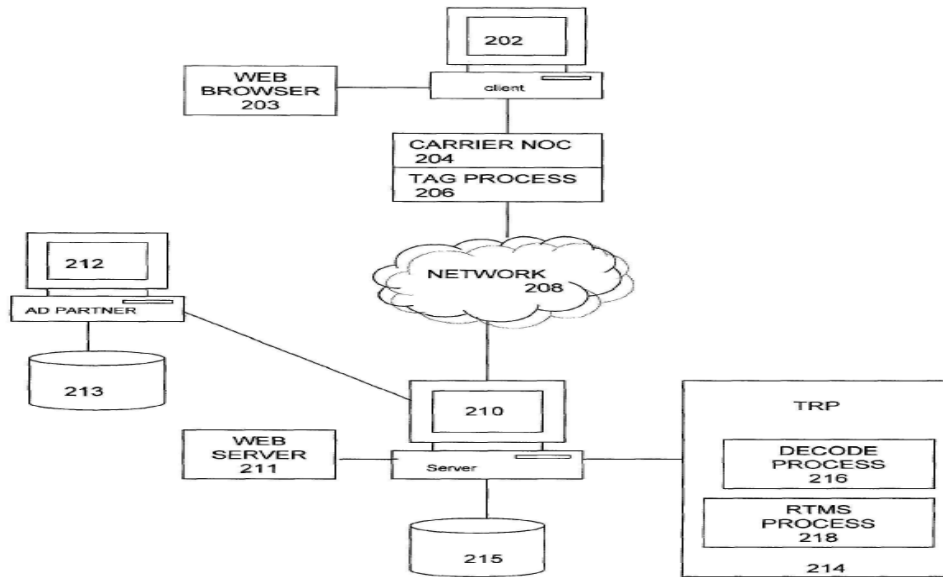 202
client
WEB
BROWSER
203
CARRIER NOC
204
TAG PROCESS
206
NETWORK
208
212
AD PARTNER
213
210
Server
WEB
SERVER
211
215
TRP
DECODE
PROCESS
216
RTMS
PROCESS
218
214